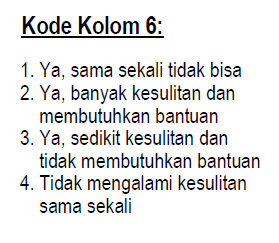 Kode Kolom 6:
1. Ya, sama sekali tidak bisa
2. Ya, banyak kesulitan dan
membutuhkan bantuan
3. Ya, sedikit kesulitan dan
tidak membutuhkan bantuan
4. Tidak mengalami kesulitan
sama sekali